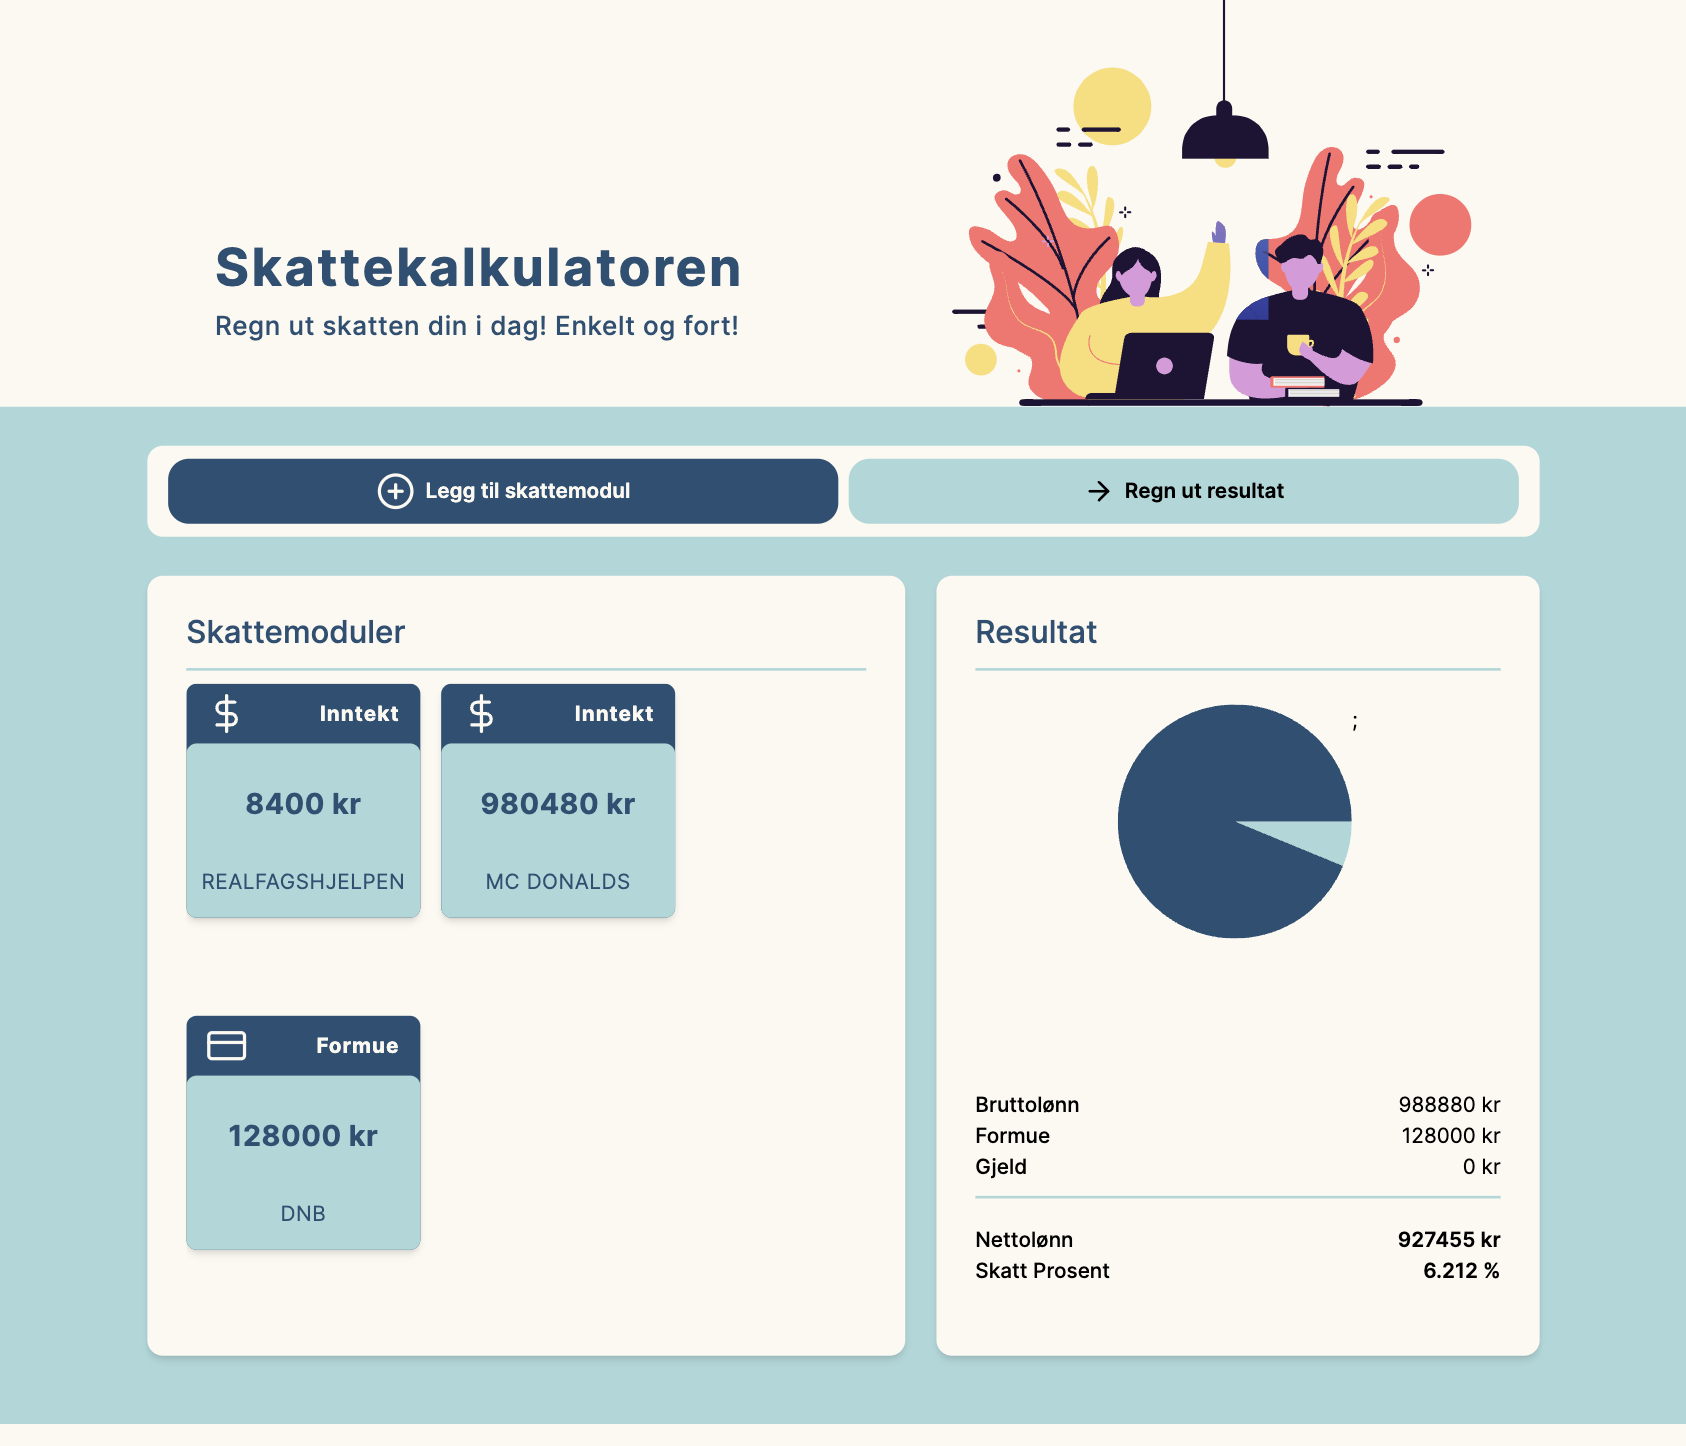 Skattekalkulatoren
Regn ut skatten din i dag! Enkelt og fort!
Legg til skattemodul
Regn ut resultat
Skattemoduler
Inntekt
8400 kr
REALFAGSHJELPEN
Inntekt
980480 kr
MC DONALDS
Formue
128000 kr
DNB
Resultat
;
Bruttolønn 988880 kr
Formue 128000 kr
Gjeld 0 kr
Nettolønn 927455 kr
Skatt Prosent 6.212 %